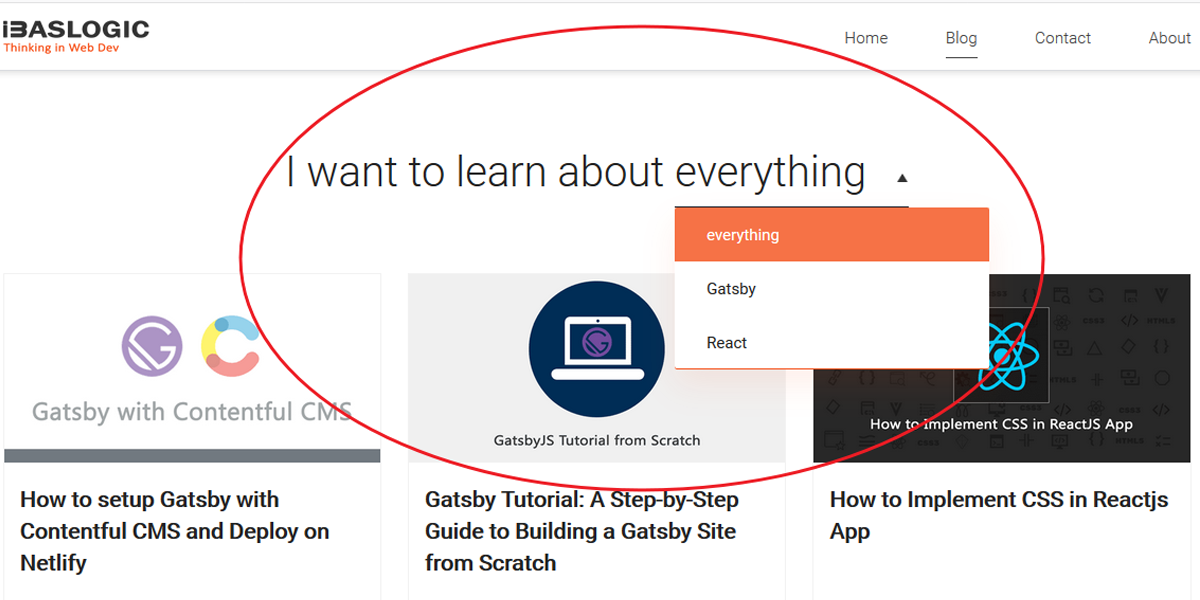 iBASLOGIC
Thinking in Web Dev
Home
Blog
Contact
About
I want to learn about everything
everything
Gatsby
React
Gatsby with Contentful CMS
GatsbyJS Tutorial from Scratch
How to Implement CSS in ReactJS App
How to setup Gatsby with
Contentful CMS and Deploy on
Netlify
Gatsby Tutorial: A Step-by-Step
Guide to Building a Gatsby Site
from Scratch
How to Implement CSS in Reactjs
App